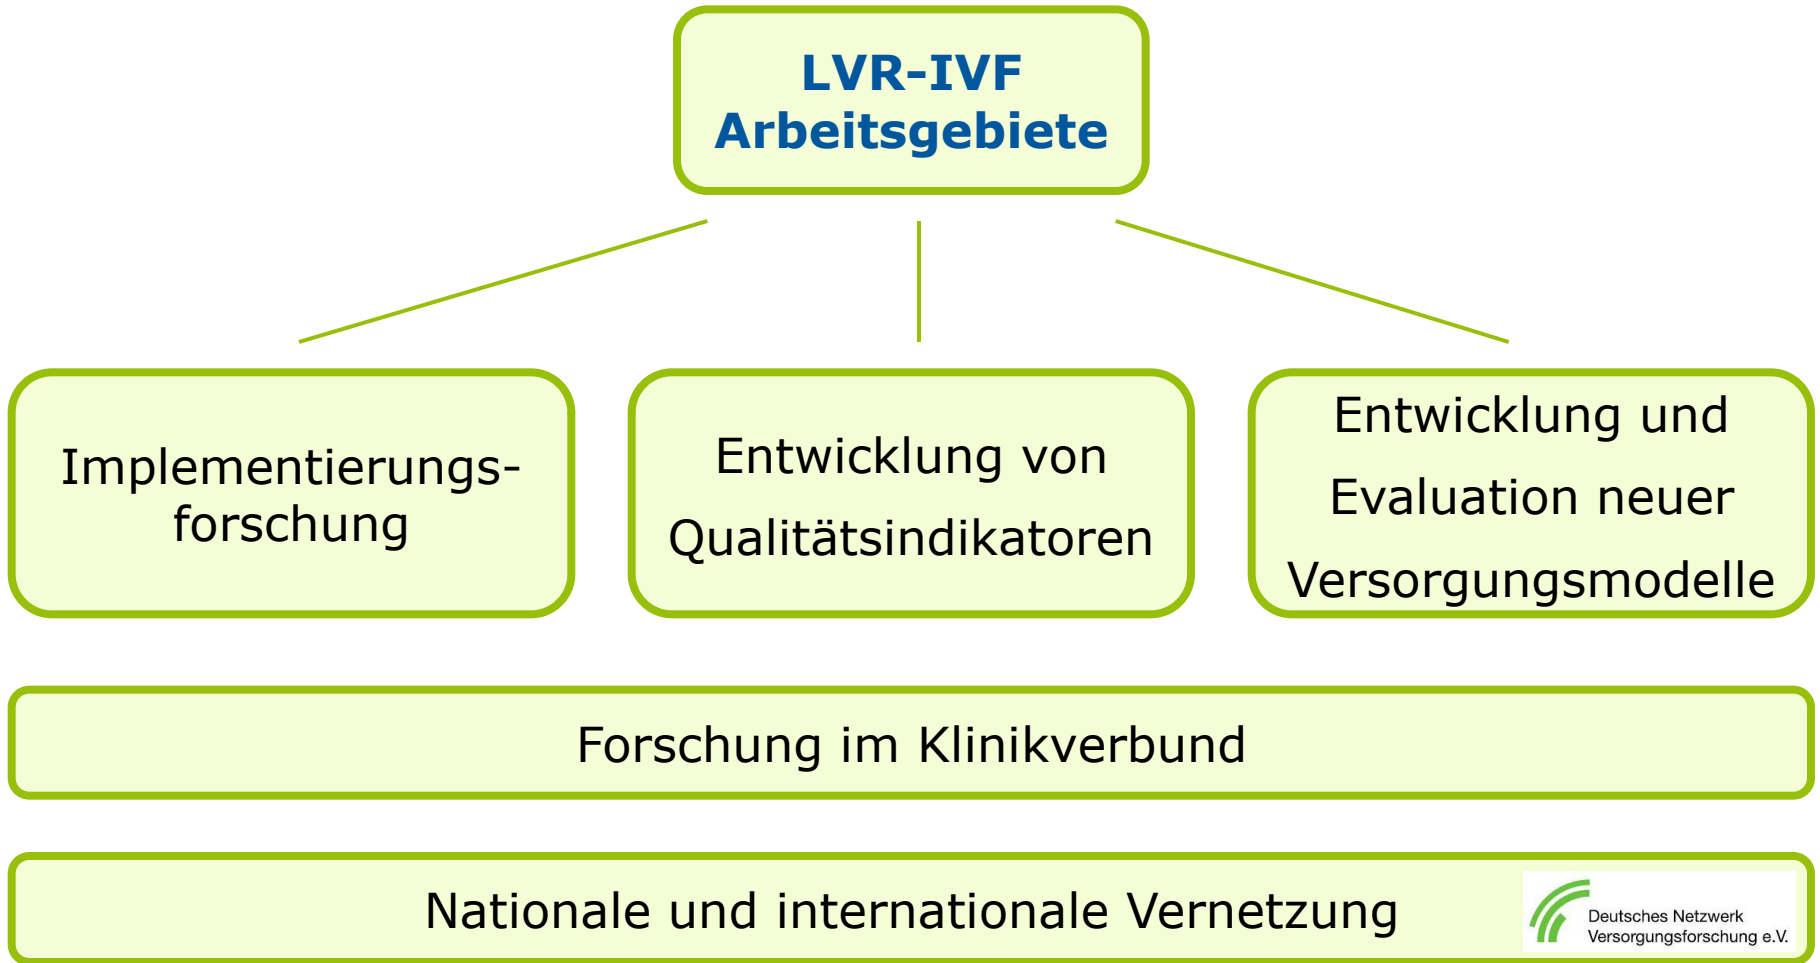 LVR-IVF
Arbeitsgebiete
Implementierungs-
forschung
Entwicklung von
Qualitätsindikatoren
Entwicklung und
Evaluation neuer
Versorgungsmodelle
Forschung im Klinikverbund
Nationale und internationale Vernetzung
Deutsches Netzwerk
Versorgungsforschung e.V.